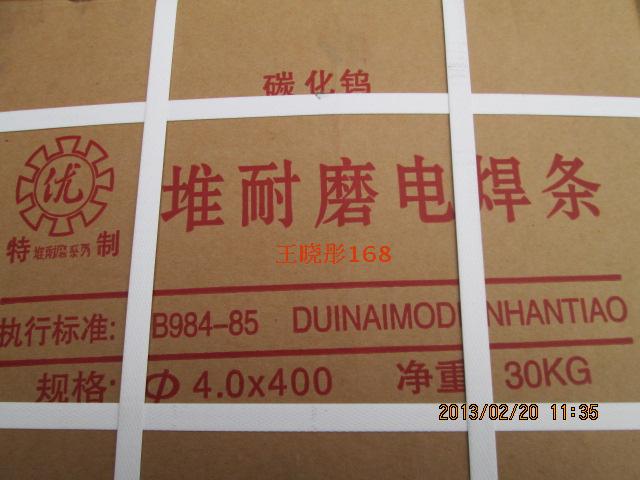 碳化钨
优
堆耐磨电焊条
特 堆耐磨系列 制
王晓彤168
执行标准: B984-85 DUINAIMOD NHANTIAO
规格: Φ 4.0x400 净重 30KG
2013/02/20 11:35